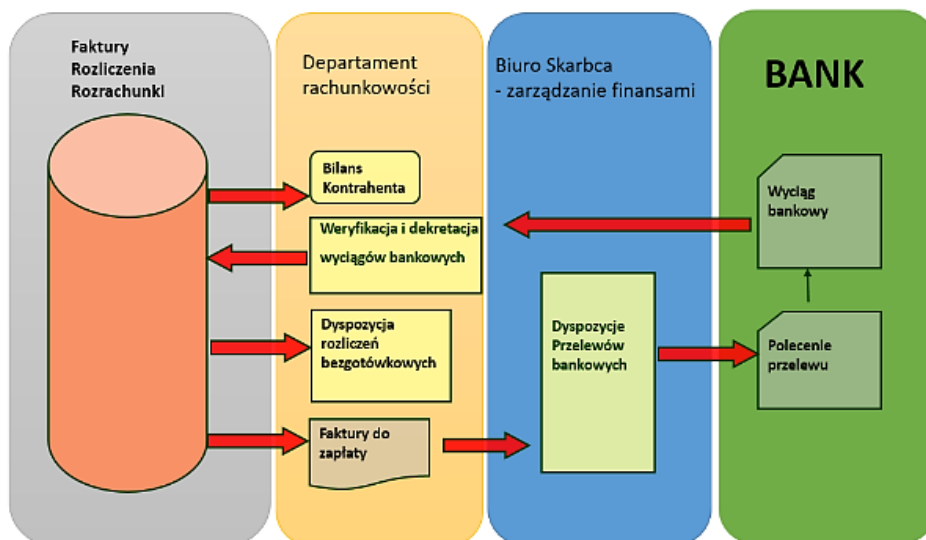 Faktury
Rozliczenia
Rozrachunki
Departament
rachunkowości
Biuro Skarbca
- zarządzanie finansami
BANK
Bilans
Kontrahenta
Weryfikacja i dekretacja
wyciągów bankowych
Dyspozycja
rozliczeń
bezgotówkowych
Faktury do
zapłaty
Dyspozycje
Przelewów
bankowych
Wyciąg
bankowy
Polecenie
przelewu